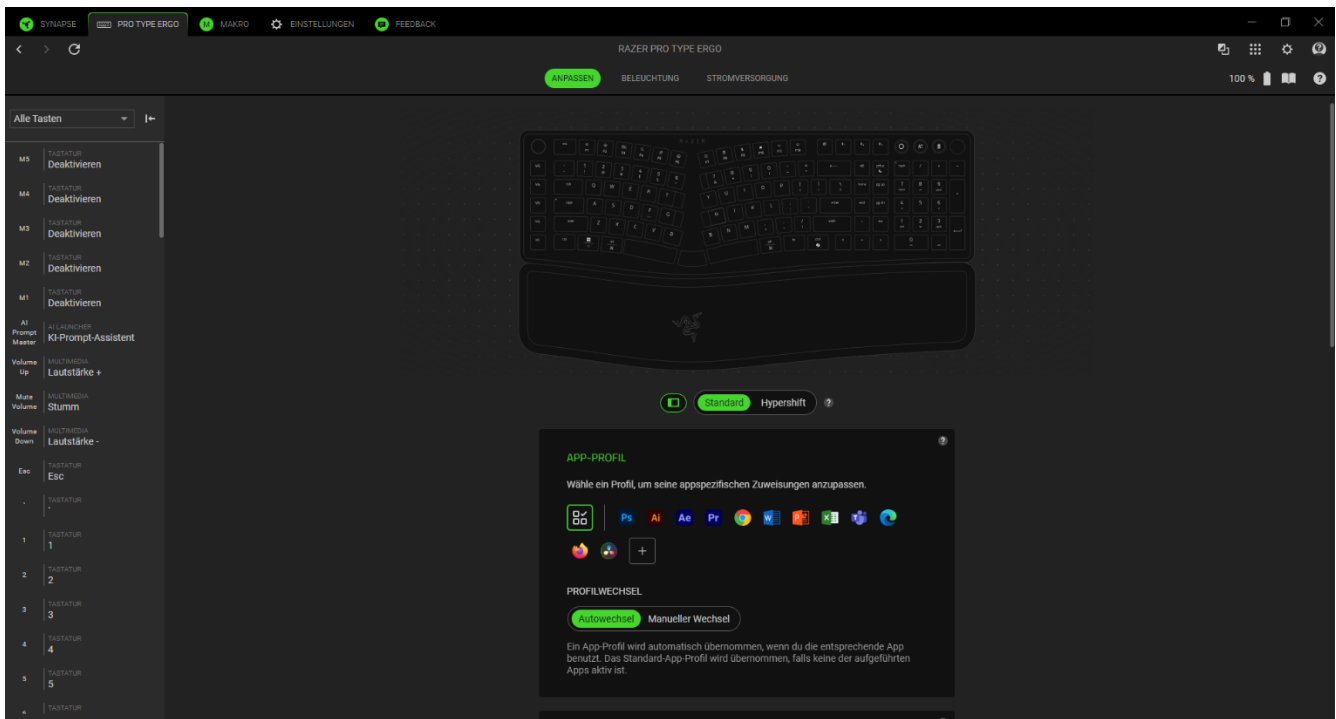 SYNAPSE
PRO TYPE ERGO
MAKRO
EINSTELLUNGEN
FEEDBACK
RAZER PRO TYPE ERGO
ANPASSEN
BELEUCHTUNG
STROMVERSORGUNG
100 %
Alle Tasten
M5
TASTATUR
Deaktivieren
M4
TASTATUR
Deaktivieren
M3
TASTATUR
Deaktivieren
M2
TASTATUR
Deaktivieren
M1
TASTATUR
Deaktivieren
AI
Prompt
Master
AI LAUNCHER
KI-Prompt-Assistent
Volume
Up
MULTIMEDIA
Lautstärke +
Mute
Volume
MULTIMEDIA
Stumm
Volume
Down
MULTIMEDIA
Lautstärke -
Esc
TASTATUR
Esc
TASTATUR
1
TASTATUR
1
2
TASTATUR
2
3
TASTATUR
3
4
TASTATUR
4
5
TASTATUR
5
TASTATUR
RAZER
Standard
Hypershift
APP-PROFIL
Wähle ein Profil, um seine appspezifischen Zuweisungen anzupassen.
Ps
Ai
Ae
Pr
PROFILWECHSEL
Autowechsel
Manueller Wechsel
Ein App-Profil wird automatisch übernommen, wenn du die entsprechende App
benutzt. Das Standard-App-Profil wird übernommen, falls keine der aufgeführten
Apps aktiv ist.